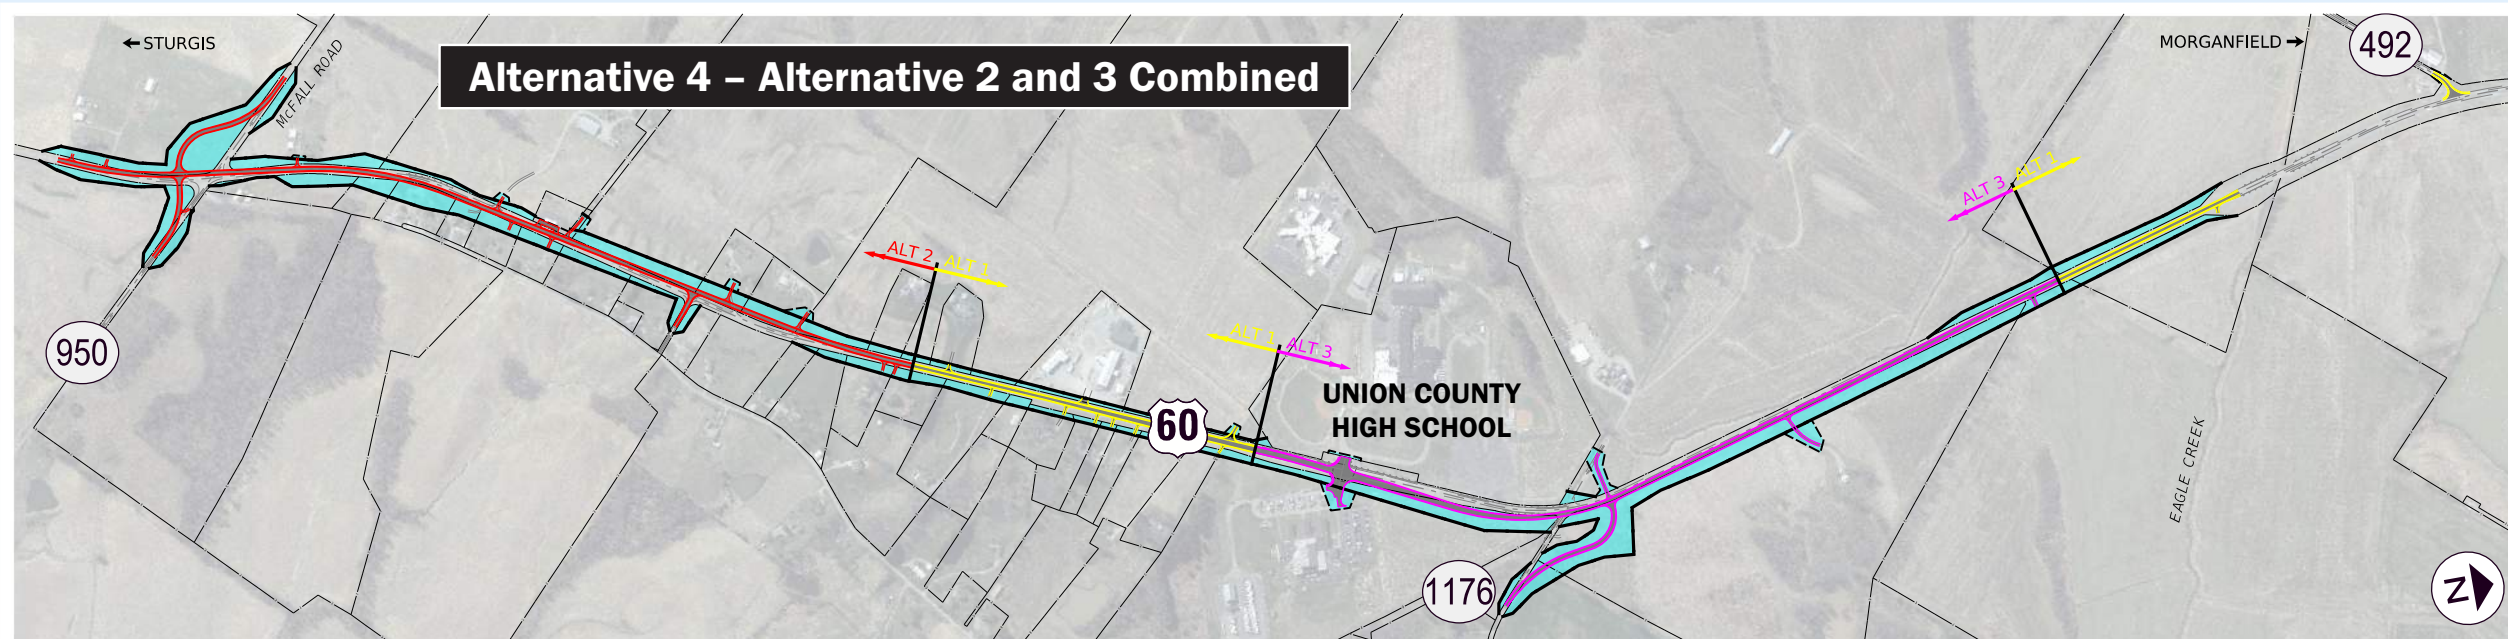 ← STURGIS
McFALL ROAD
Alternative 4 – Alternative 2 and 3 Combined
MORGANFIELD →
492
ALT 3
ALT 1
ALT 2
ALT 1
ALT 1
ALT 3
950
60
UNION COUNTY
HIGH SCHOOL
EAGLE CREEK
1176
N